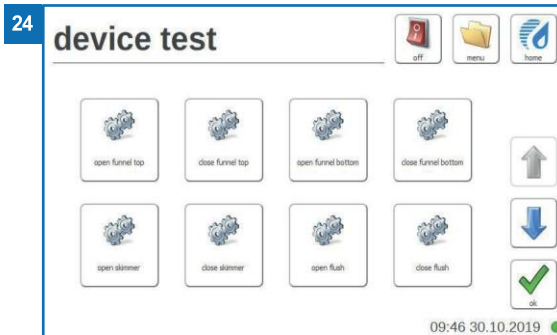 24
device test
off menu home
open funnel top close funnel top open funnel bottom close funnel bottom
open skimmer close skimmer open flush close flush
ok
09:46 30.10.2019